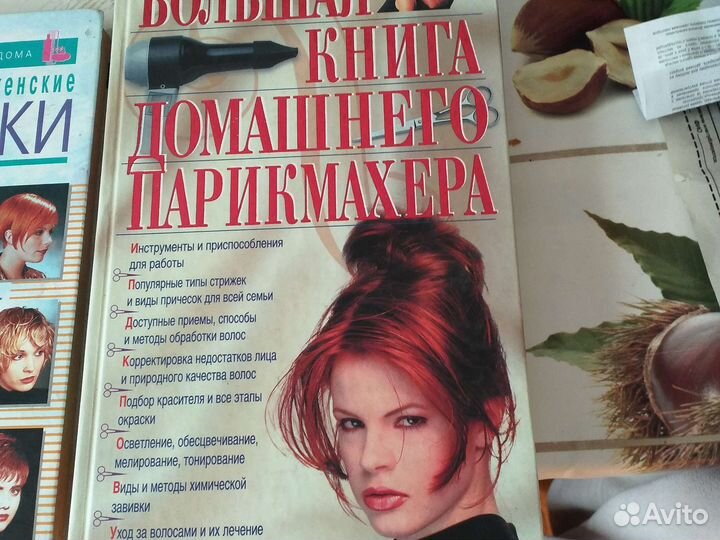 ДОМА
ЖЕНСКИЕ
КИ
БОЛЬШАЯ
КНИГА
ДОМАШНЕГО
ПАРИКМАХЕРА
Инструменты и приспособления
для работы
Популярные типы стрижек
и виды причесок для всей семьи
Доступные приемы, способы
и методы обработки волос
Корректировка недостатков лица
и природного качества волос
Подбор красителя и все этапы
окраски
Осветление, обесцвечивание,
мелирование, тонирование
Виды и методы химической
завивки
Уход за волосами и их лечение
Avito